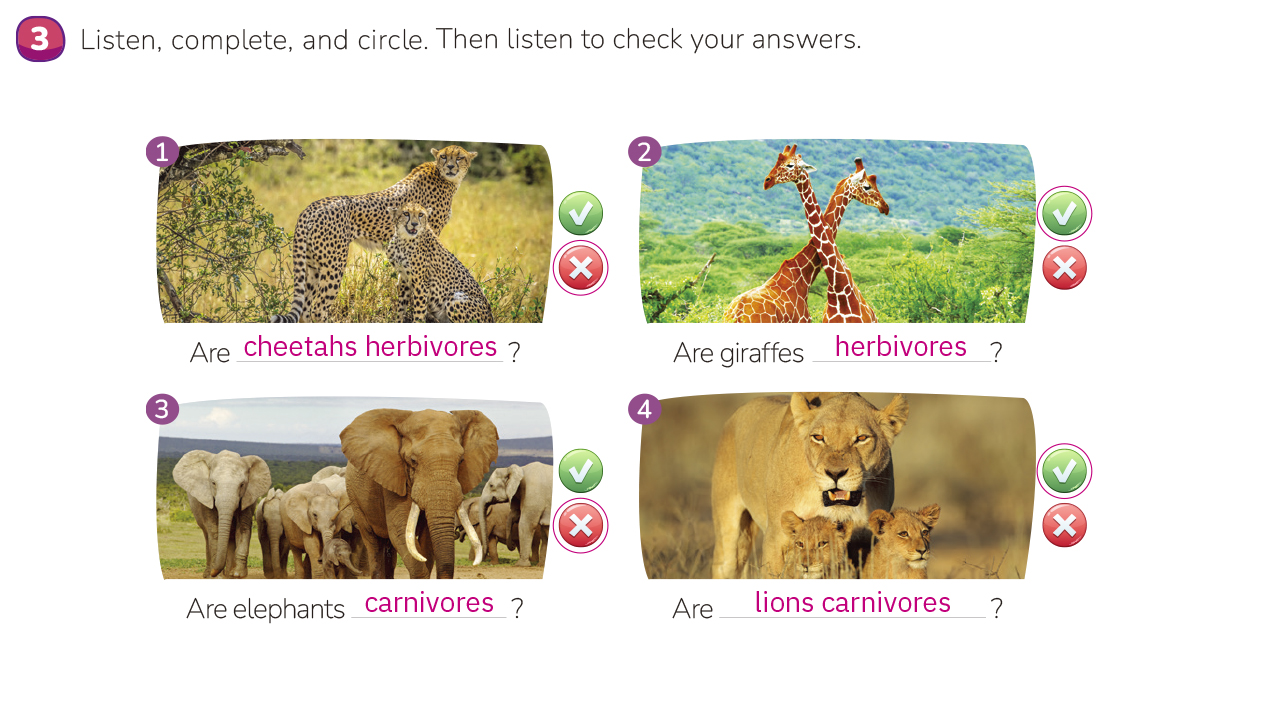 3 Listen, complete, and circle. Then listen to check your answers.
1
2
Are cheetahs herbivores ?
Are giraffes herbivores ?
3
4
Are elephants carnivores ?
Are lions carnivores ?